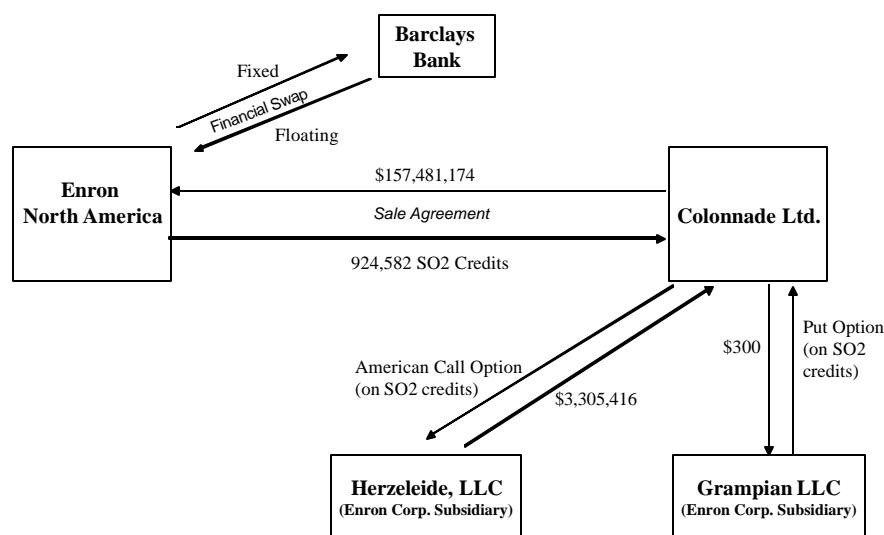 Barclays
Bank
Fixed
Financial Swap
Floating
Enron
North America
$157,481,174
Sale Agreement
924,582 SO2 Credits
Colonnade Ltd.
American Call Option
(on SO2 credits)
$3,305,416
$300
Put Option
(on SO2
credits)
Herzeleide, LLC
(Enron Corp. Subsidiary)
Grampian LLC
(Enron Corp. Subsidiary)